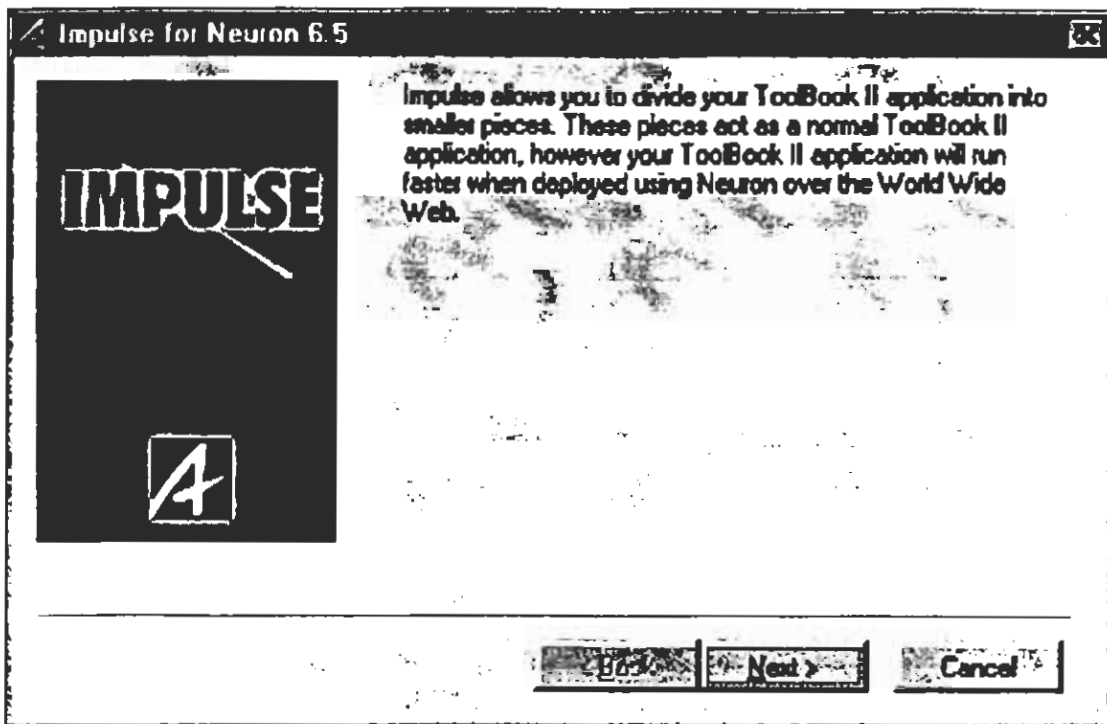 Impulse for Neuron 6.5
Impulse allows you to divide your ToolBook II application into
smaller pieces. These pieces act as a normal ToolBook II
application, however your ToolBook II application will run
faster when deployed using Neuron over the World Wide
Web.
IMPULSE
A
< Back
Next >
Cancel